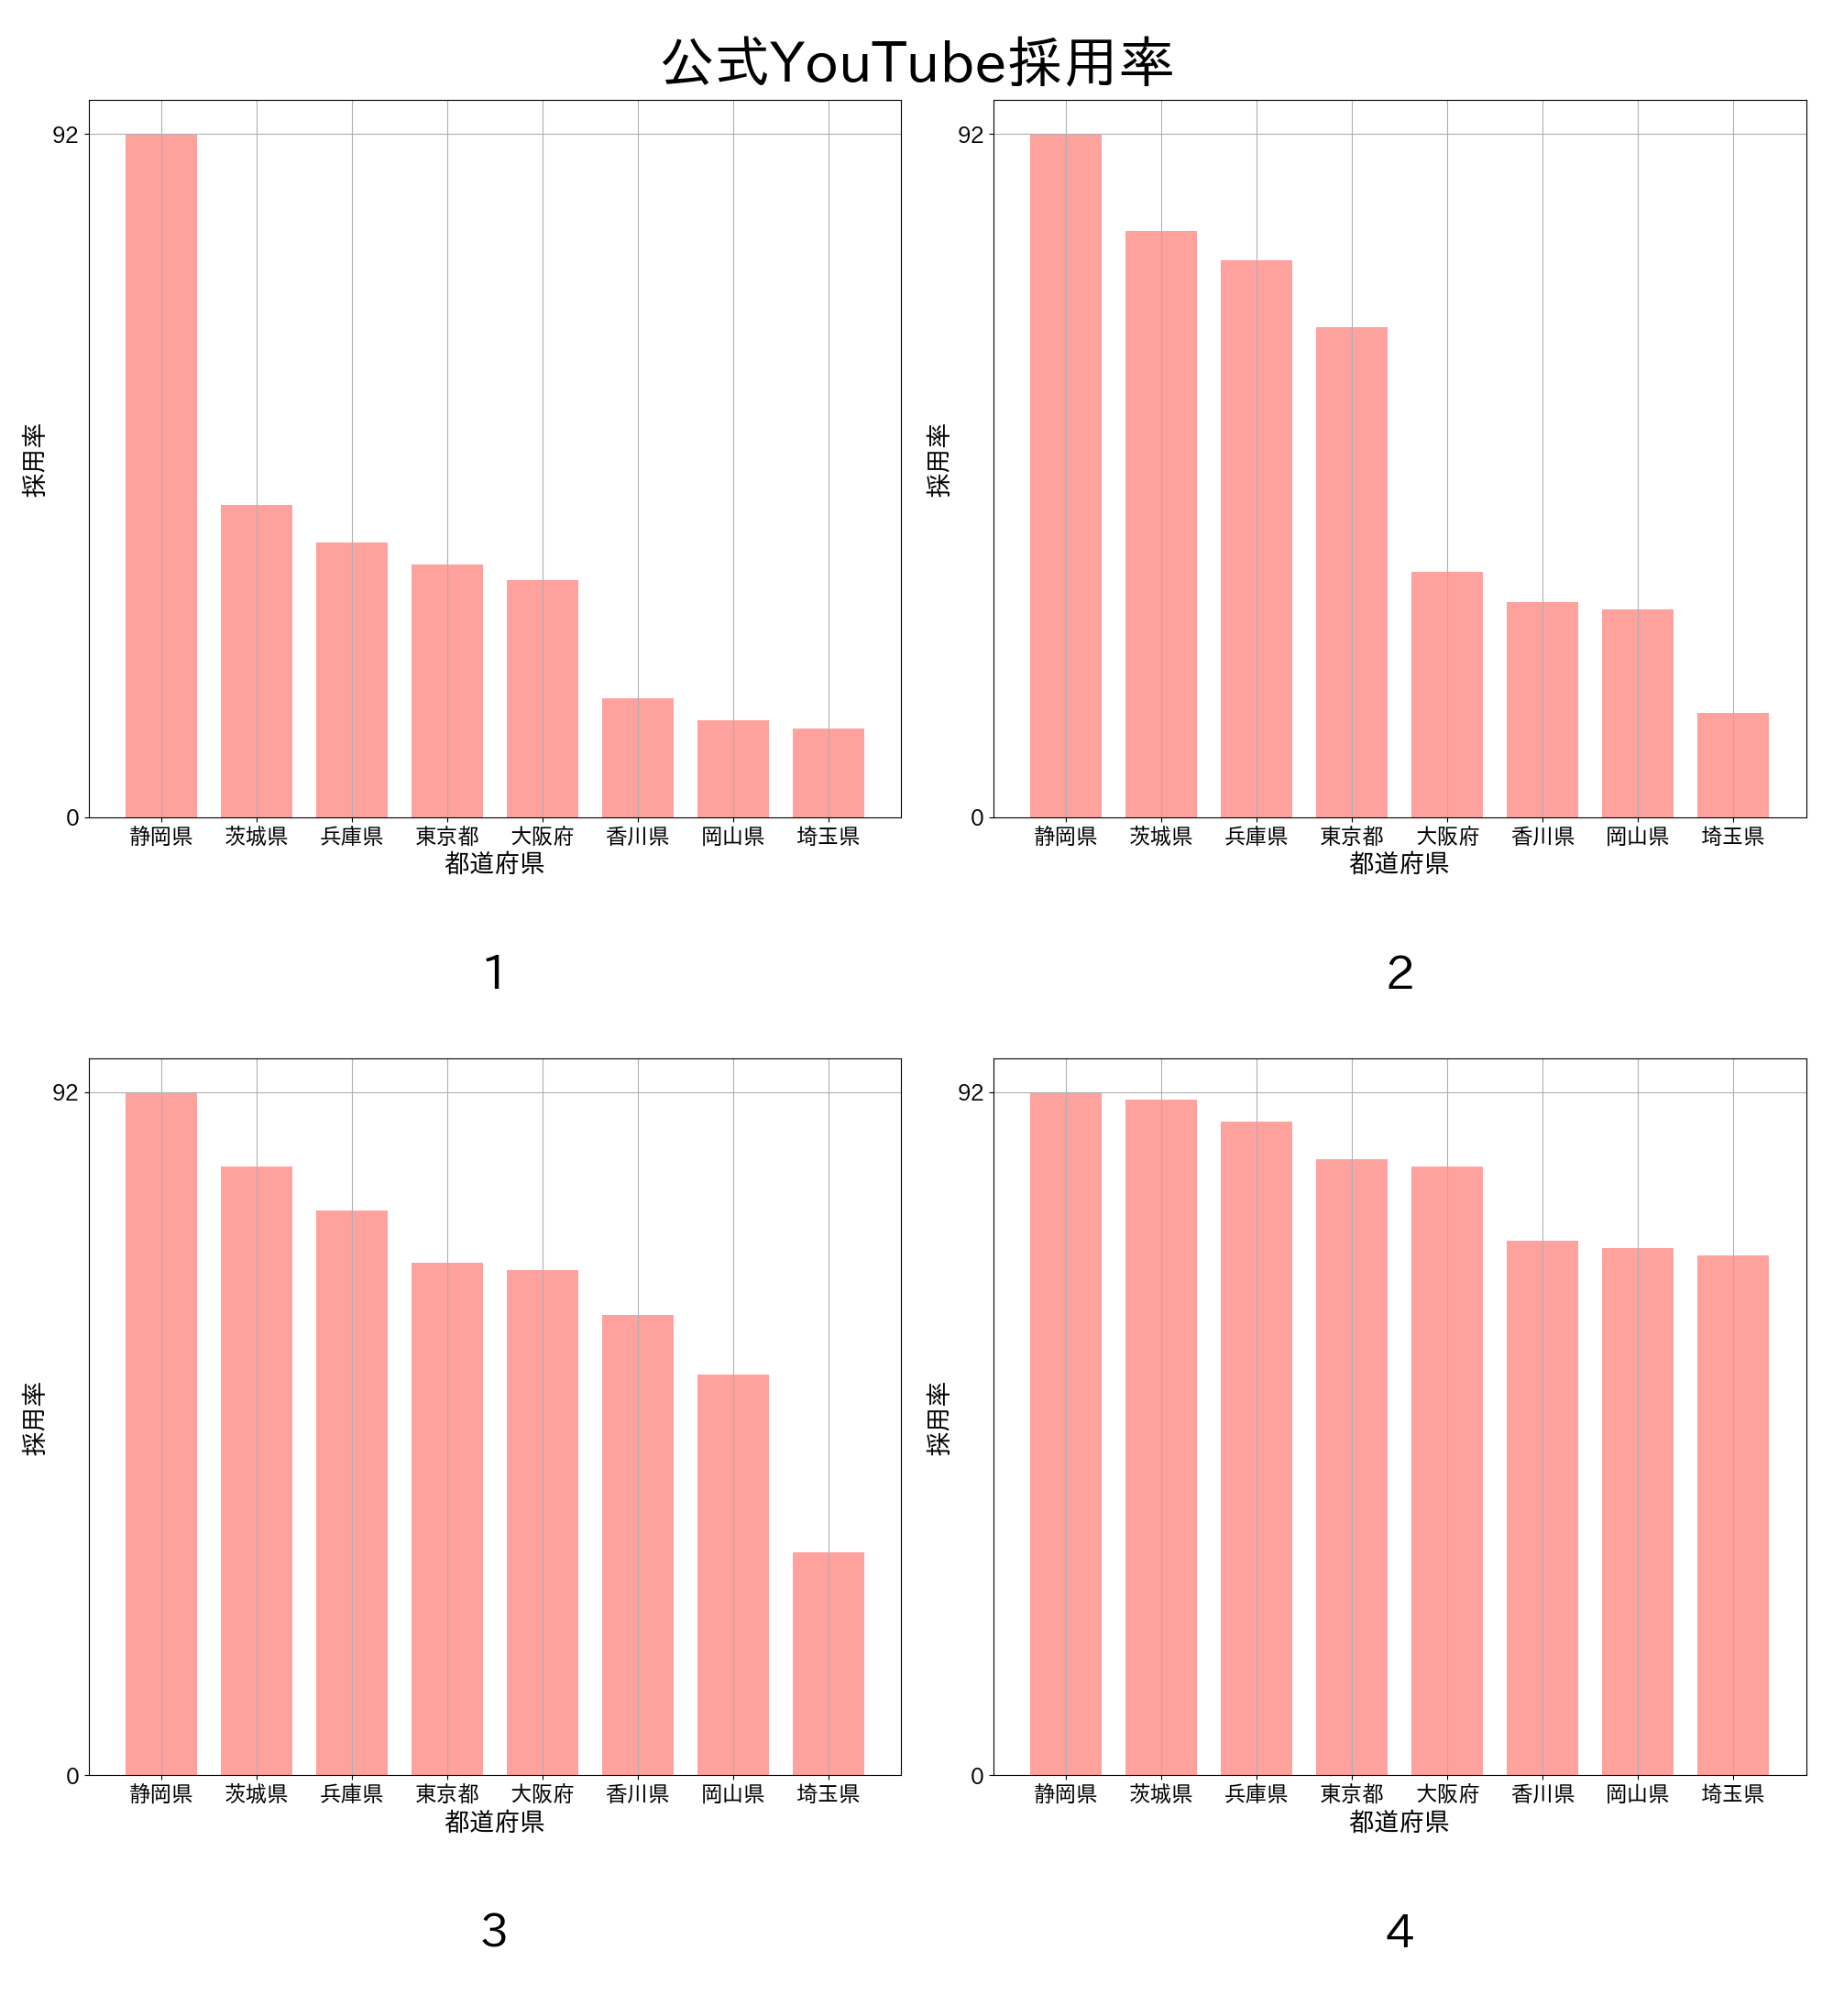 公式YouTube採用率
92
0
採用率
静岡県 茨城県 兵庫県 東京都 大阪府 香川県 岡山県 埼玉県
都道府県
1
92
0
採用率
静岡県 茨城県 兵庫県 東京都 大阪府 香川県 岡山県 埼玉県
都道府県
2
92
0
採用率
静岡県 茨城県 兵庫県 東京都 大阪府 香川県 岡山県 埼玉県
都道府県
3
92
0
採用率
静岡県 茨城県 兵庫県 東京都 大阪府 香川県 岡山県 埼玉県
都道府県
4